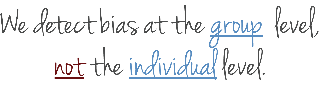 We detect bias at the group level,
not the individual level.